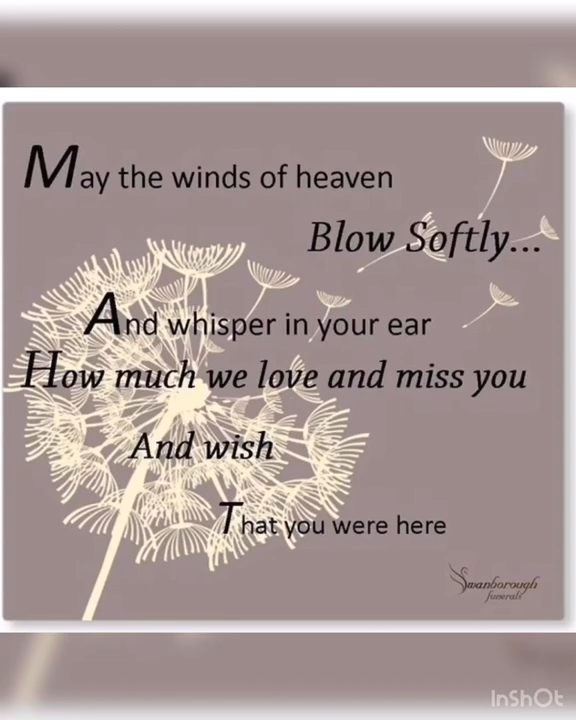 May the winds of heaven
Blow Softly...
And whisper in your ear
How much we love and miss you
And wish
That you were here
Swanborough
funerals
InShOt